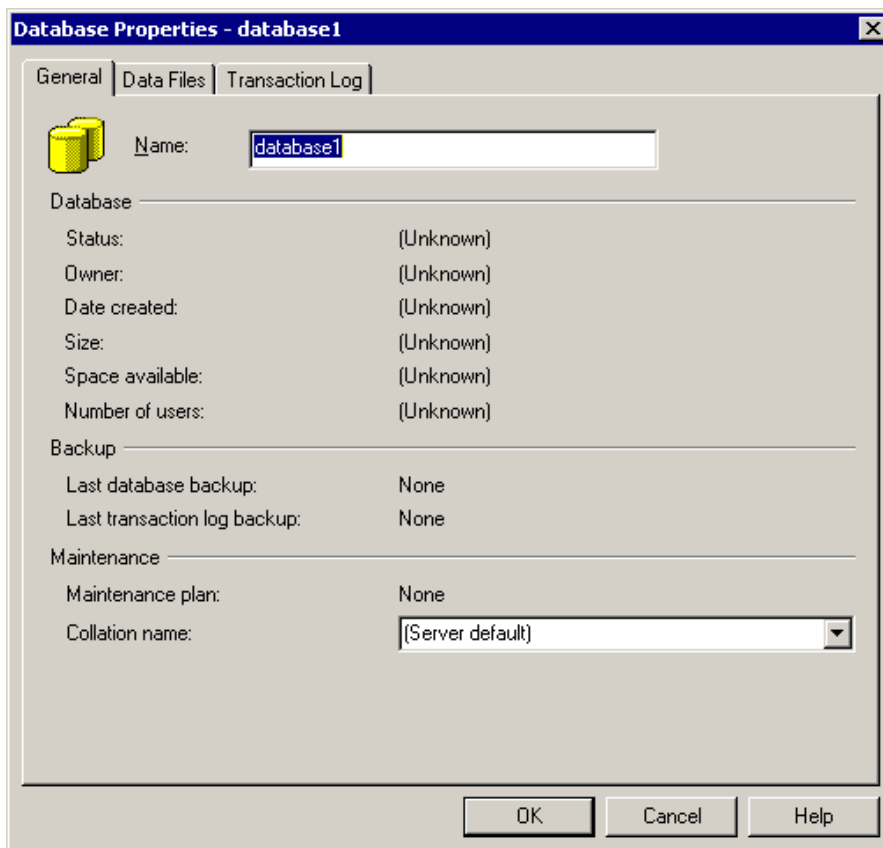 Database Properties - database1
General Data Files Transaction Log
Name: database1
Database
Status: (Unknown)
Owner: (Unknown)
Date created: (Unknown)
Size: (Unknown)
Space available: (Unknown)
Number of users: (Unknown)
Backup
Last database backup: None
Last transaction log backup: None
Maintenance
Maintenance plan: None
Collation name: (Server default)
OK Cancel Help